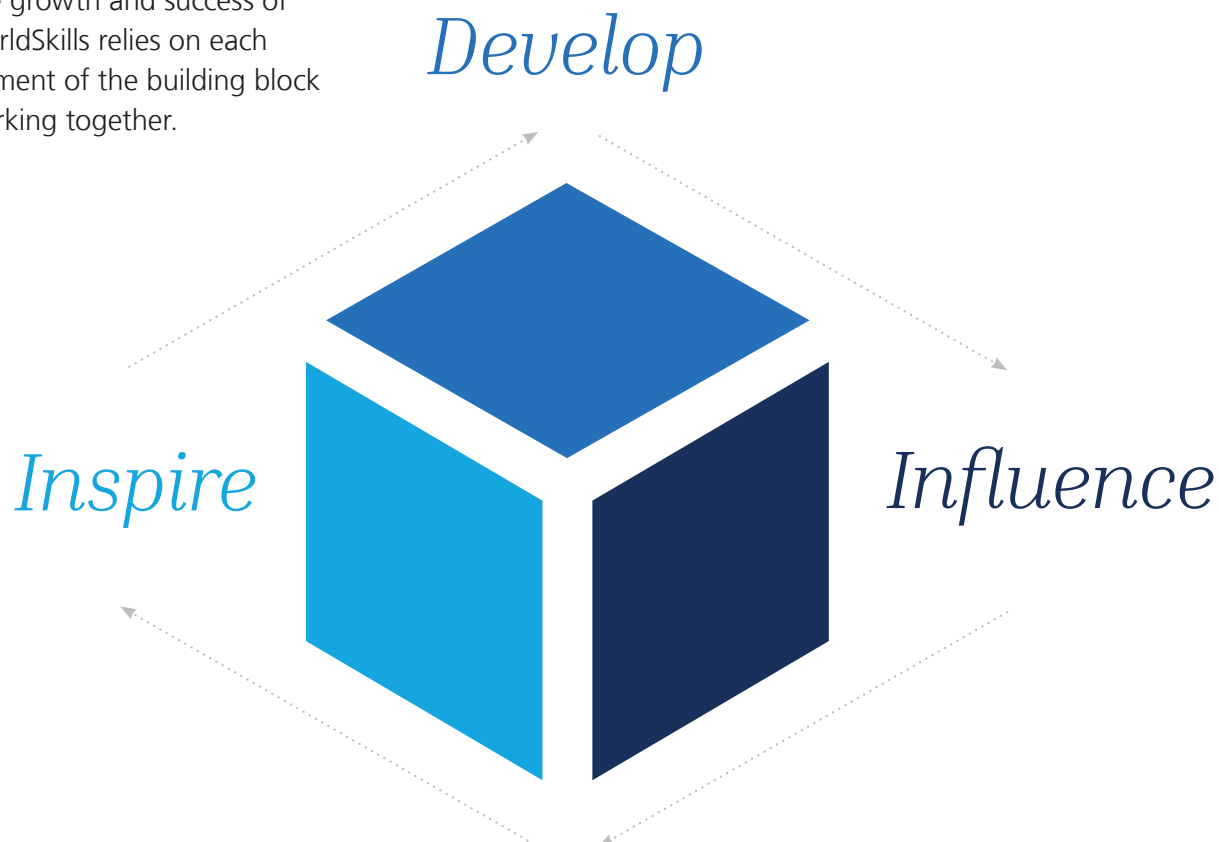 growth and success of
rldSkills relies on each
ment of the building block
rking together.
Develop
Inspire
Influence